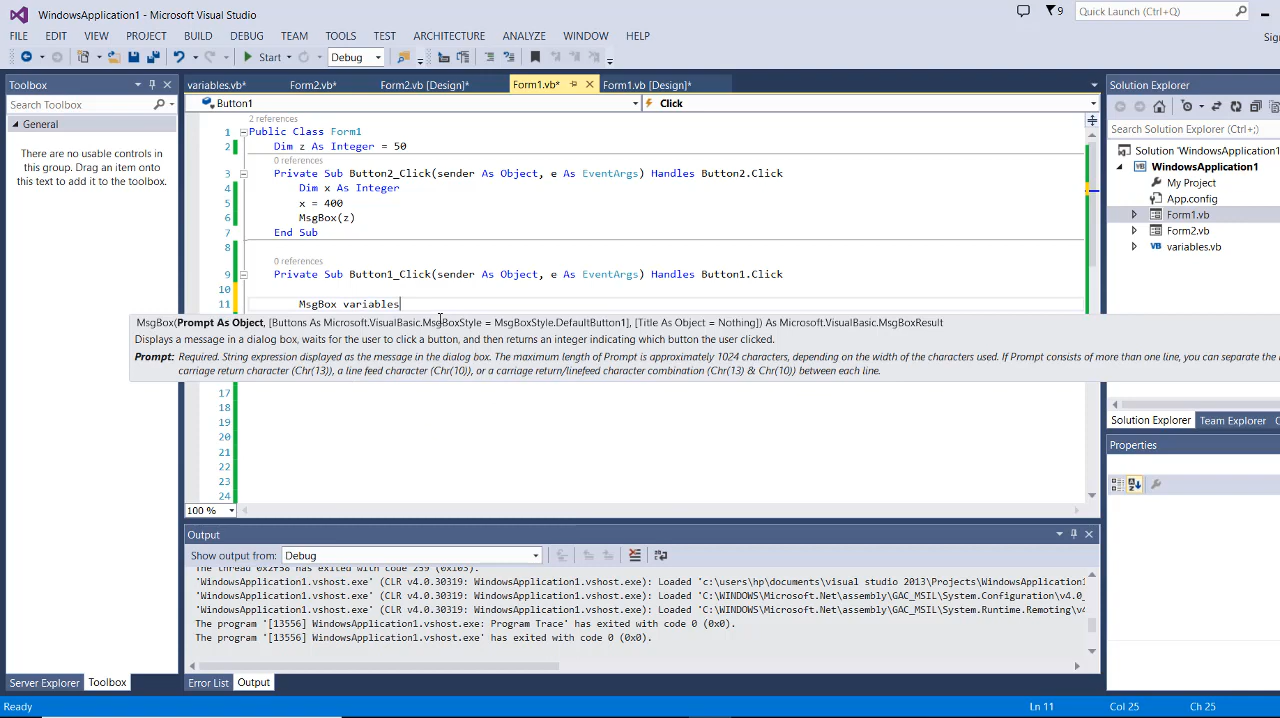 WindowsApplication1 - Microsoft Visual Studio
9
Quick Launch (Ctrl+Q)
FILE EDIT VIEW PROJECT BUILD DEBUG TEAM TOOLS TEST ARCHITECTURE ANALYZE WINDOW HELP
Start Debug
Toolbox
Search Toolbox
General
There are no usable controls in
this group. Drag an item onto
this text to add it to the toolbox.
Server Explorer Toolbox
variables.vb* Form2.vb* Form2.vb [Design]* Form1.vb* Form1.vb [Design]*
Button1 Click
2 references
1 Public Class Form1
2 Dim z As Integer = 50
0 references
3 Private Sub Button2_Click(sender As Object, e As EventArgs) Handles Button2.Click
4 Dim x As Integer
5 x = 400
6 MsgBox(z)
7 End Sub
8
0 references
9 Private Sub Button1_Click(sender As Object, e As EventArgs) Handles Button1.Click
10
11 MsgBox variables
MsgBox(Prompt As Object, [Buttons As Microsoft.VisualBasic.MsgBoxStyle = MsgBoxStyle.DefaultButton1], [Title As Object = Nothing]) As Microsoft.VisualBasic.MsgBoxResult
Displays a message in a dialog box, waits for the user to click a button, and then returns an integer indicating which button the user clicked.
Prompt: Required. String expression displayed as the message in the dialog box. The maximum length of Prompt is approximately 1024 characters, depending on the width of the characters used. If Prompt consists of more than one line, you can separate the
carriage return character (Chr(13)), a line feed character (Chr(10)), or a carriage return/linefeed character combination (Chr(13) & Chr(10)) between each line.
17
18
19
20
21
22
23
24
100 %
Output
Show output from: Debug
The thread 0x2f58 has exited with code 259 (0x103).
'WindowsApplication1.vshost.exe' (CLR v4.0.30319: WindowsApplication1.vshost.exe): Loaded 'c:\users\hp\documents\visual studio 2013\Projects\WindowsApplication1
'WindowsApplication1.vshost.exe' (CLR v4.0.30319: WindowsApplication1.vshost.exe): Loaded 'C:\WINDOWS\Microsoft.Net\assembly\GAC_MSIL\System.Configuration\v4.0_
'WindowsApplication1.vshost.exe' (CLR v4.0.30319: WindowsApplication1.vshost.exe): Loaded 'C:\WINDOWS\Microsoft.Net\assembly\GAC_MSIL\System.Runtime.Remoting\v4
The program '[13556] WindowsApplication1.vshost.exe: Program Trace' has exited with code 0 (0x0).
The program '[13556] WindowsApplication1.vshost.exe' has exited with code 0 (0x0).
Error List Output
Solution Explorer
Search Solution Explorer (Ctrl+;)
Solution 'WindowsApplication1'
WindowsApplication1
My Project
App.config
Form1.vb
Form2.vb
variables.vb
Solution Explorer Team Explorer
Properties
Ready Ln 11 Col 25 Ch 25